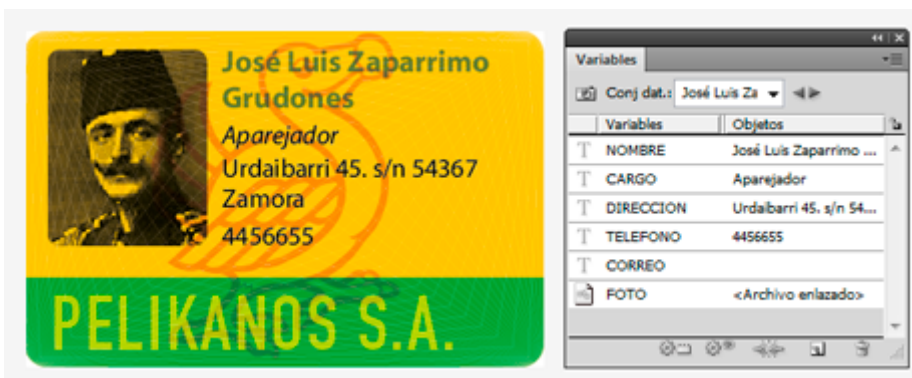 José Luis Zaparrimo
Grudones
Aparejador
Urdaibarri 45. s/n 54367
Zamora
4456655
PELIKANOS S.A.
Variables
Conj dat.: José Luis Za
Variables Objetos
NOMBRE José Luis Zaparrimo ...
CARGO Aparejador
DIRECCION Urdaibarri 45. s/n 54...
TELEFONO 4456655
CORREO
FOTO <Archivo enlazado>